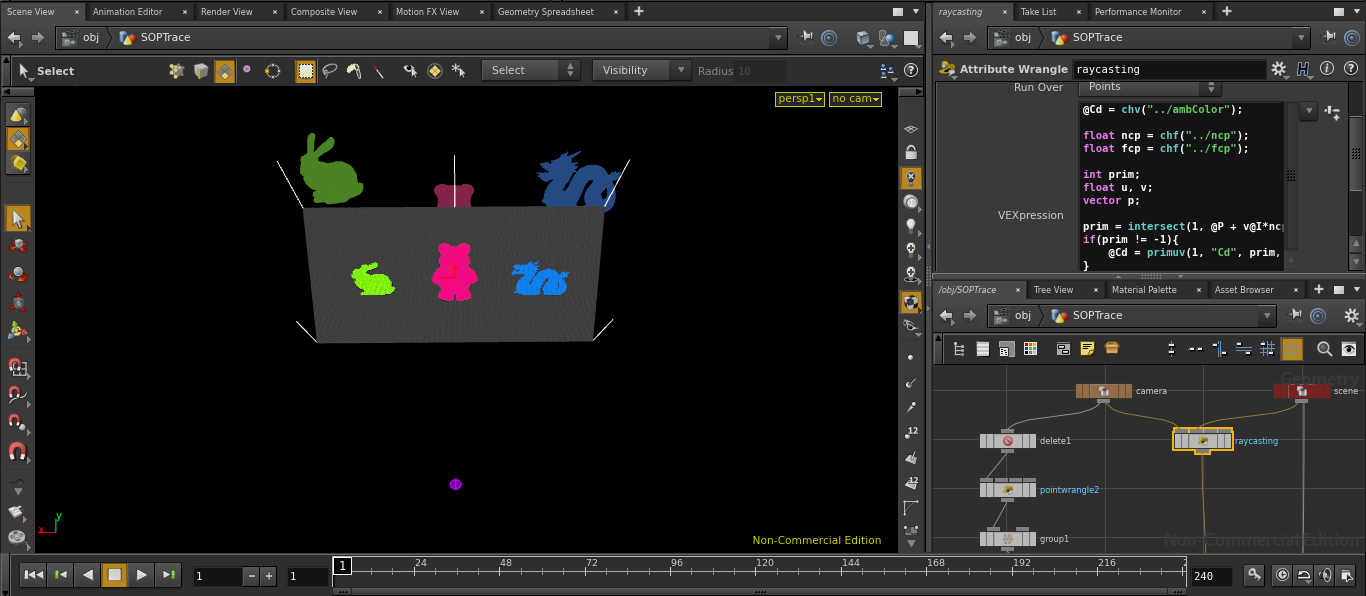 Scene View × Animation Editor × Render View × Composite View × Motion FX View × Geometry Spreadsheet × +
obj SOPTrace
Select Select Visibility Radius 10
persp1 no cam
12
12
y
x
Non-Commercial Edition
raycasting × Take List × Performance Monitor × +
obj SOPTrace
Attribute Wrangle raycasting
Run Over Points
VEXpression
@Cd = chv("../ambColor");
float ncp = chf("../ncp");
float fcp = chf("../fcp");
int prim;
float u, v;
vector p;
prim = intersect(1, @P + v@I*ncp
if(prim != -1){
@Cd = primuv(1, "Cd", prim,
}
/obj/SOPTrace × Tree View × Material Palette × Asset Browser × +
obj SOPTrace
Geometry
camera scene
delete1 raycasting
pointwrangle2
group1
Non-Commercial Edition
1 1 1 24 48 72 96 120 144 168 192 216 2 240